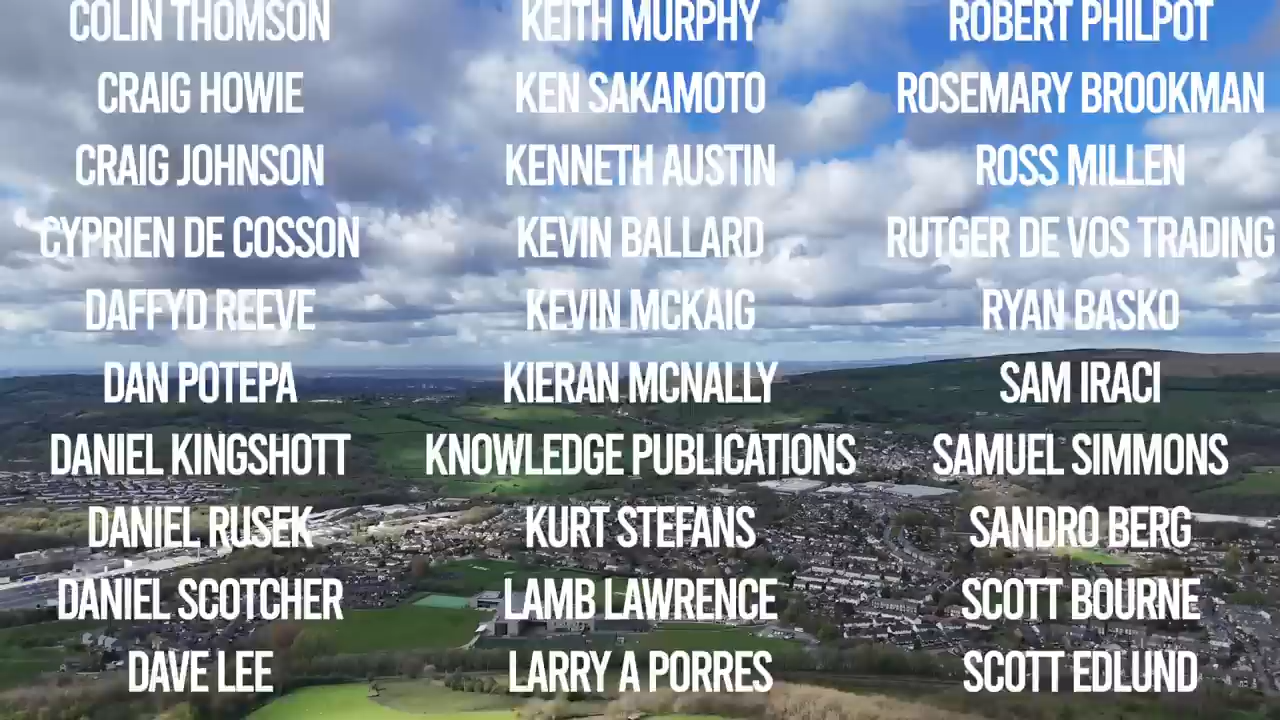 COLIN THOMSON
CRAIG HOWIE
CRAIG JOHNSON
CYPRIEN DE COSSON
DAFFYD REEVE
DAN POTEPA
DANIEL KINGSHOTT
DANIEL RUSEK
DANIEL SCOTCHER
DAVE LEE
KEITH MURPHY
KEN SAKAMOTO
KENNETH AUSTIN
KEVIN BALLARD
KEVIN MCKAIG
KIERAN MCNALLY
KNOWLEDGE PUBLICATIONS
KURT STEFANS
LAMB LAWRENCE
LARRY A PORRES
ROBERT PHILPOT
ROSEMARY BROOKMAN
ROSS MILLEN
RUTGER DE VOS TRADING
RYAN BASKO
SAM IRACI
SAMUEL SIMMONS
SANDRO BERG
SCOTT BOURNE
SCOTT EDLUND